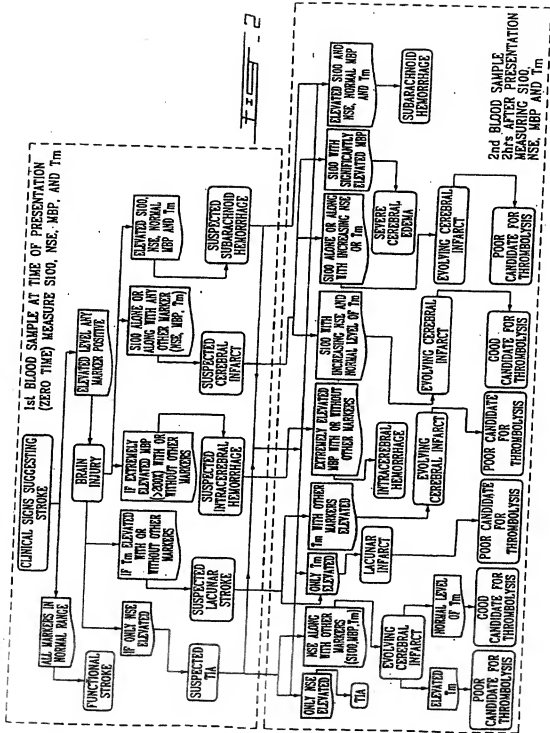 1st BLOOD SAMPLE AT TIME OF PRESENTATION
(ZERO TIME) MEASURE S100, NSE, MBP, AND Tm
CLINICAL SIGNS SUGGESTING
STROKE
ALL MARKERS IN
NORMAL RANGE
FUNCTIONAL STROKE
ELEVATED LEVEL ANY
MARKER POSITIVE
BRAIN
INJURY
IF ONLY NSE
ELEVATED
SUSPECTED
TIA
IF Tm ELEVATED
WITH OR
WITHOUT OTHER
MARKERS
SUSPECTED
LACUNAR
STROKE
IF EXTREMELY
ELEVATED MBP
>200X WITH OR
WITHOUT OTHER
MARKERS
SUSPECTED
INTRACEREBRAL
HEMORRHAGE
S100 ALONE OR
ALONG WITH ANY
OTHER MARKER
(NSE, MBP, Tm)
SUSPECTED
CEREBRAL
INFARCT
ELEVATED S100,
NSE, NORMAL
MBP AND Tm
SUSPECTED
SUBARACHNOID
HEMORRHAGE
ONLY NSE
ELEVATED
TIA
NSE ALONG
WITH OTHER
MARKERS
(S100,MBP,Tm)
EVOLVING
CEREBRAL
INFARCT
ELEVATED
Tm
POOR CANDIDATE
FOR
THROMBOLYSIS
NORMAL LEVEL
OF Tm
GOOD
CANDIDATE FOR
THROMBOLYSIS
ONLY Tm
ELEVATED
LACUNAR
INFARCT
POOR CANDIDATE FOR
THROMBOLYSIS
Tm WITH OTHER
MARKERS
ELEVATED
EVOLVING
CEREBRAL INFARCT
POOR CANDIDATE
FOR
THROMBOLYSIS
EXTREMELY ELEVATED
MBP WITH OR WITHOUT
OTHER MARKERS
INTRACEREBRAL
HEMORRHAGE
S100 WITH
INCREASING NSE AND
NORMAL LEVEL OF Tm
EVOLVING CEREBRAL
INFARCT
GOOD
CANDIDATE FOR
THROMBOLYSIS
S100 ALONE OR ALONG
WITH INCREASING NSE
OR Tm
EVOLVING CEREBRAL
INFARCT
POOR
CANDIDATE FOR
THROMBOLYSIS
S100 WITH
SIGNIFICANTLY
ELEVATED MBP
SEVERE
CEREBRAL
EDEMA
ELEVATED S100 AND
NSE, NORMAL MBP
AND Tm
SUBARACHNOID
HEMORRHAGE
2nd BLOOD SAMPLE
2hrs AFTER PRESENTATION
MEASURING S100,
NSE, MBP AND Tm
Fig-2